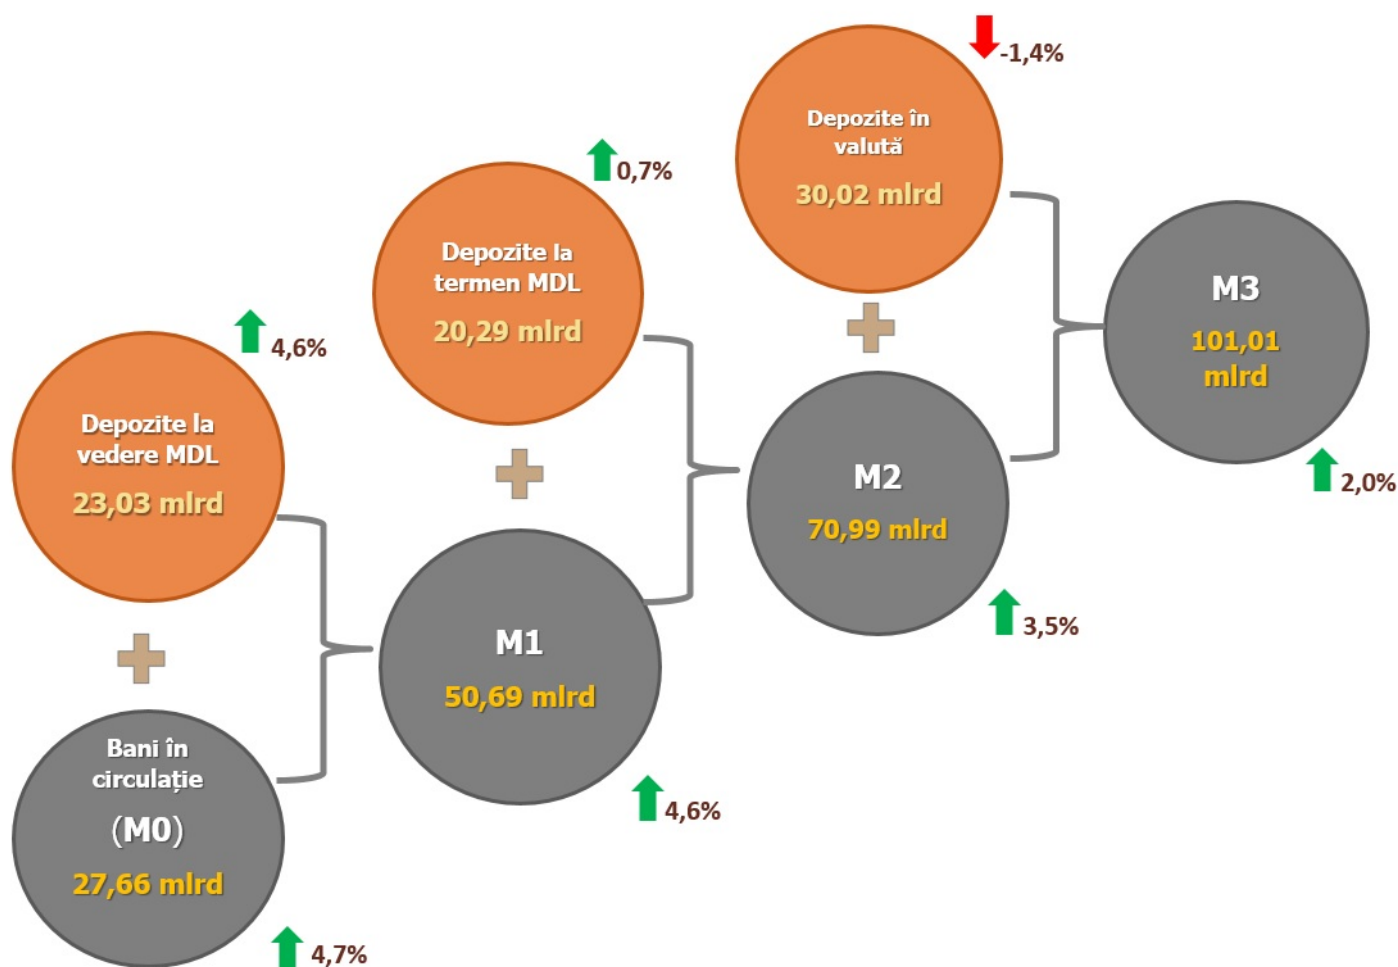 Depozite la
vedere MDL
23,03 mlrd
4,6%
Bani în
circulație
(M0)
27,66 mlrd
4,7%
Depozite la
termen MDL
20,29 mlrd
0,7%
M1
50,69 mlrd
4,6%
Depozite în
valută
30,02 mlrd
-1,4%
M2
70,99 mlrd
3,5%
M3
101,01
mlrd
2,0%